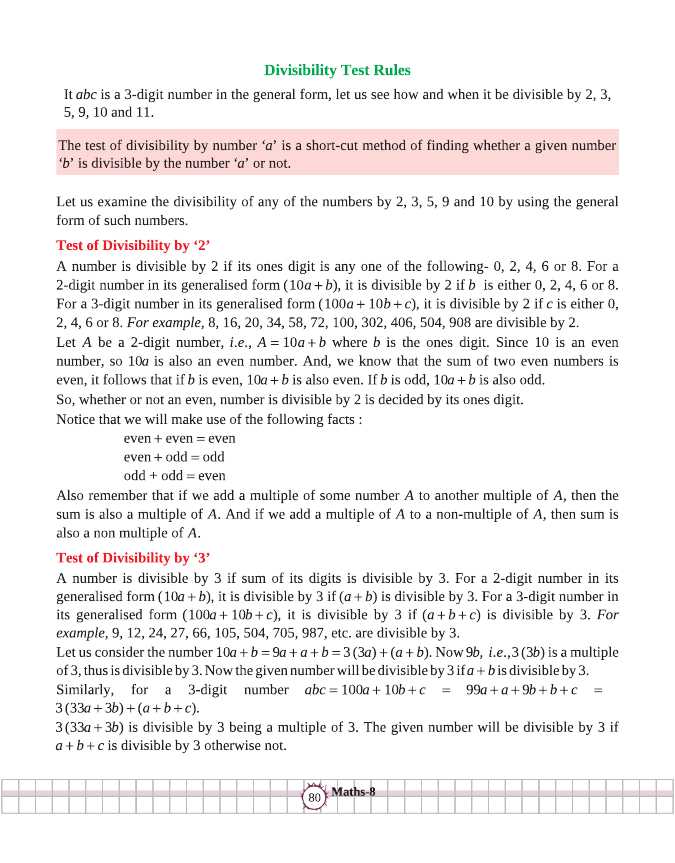 Divisibility Test Rules
It abc is a 3-digit number in the general form, let us see how and when it be divisible by 2, 3,
5, 9, 10 and 11.
The test of divisibility by number ‘a’ is a short-cut method of finding whether a given number
‘b’ is divisible by the number ‘a’ or not.
Let us examine the divisibility of any of the numbers by 2, 3, 5, 9 and 10 by using the general
form of such numbers.
Test of Divisibility by ‘2’
A number is divisible by 2 if its ones digit is any one of the following- 0, 2, 4, 6 or 8. For a
2-digit number in its generalised form (10a + b), it is divisible by 2 if b is either 0, 2, 4, 6 or 8.
For a 3-digit number in its generalised form (100a + 10b + c), it is divisible by 2 if c is either 0,
2, 4, 6 or 8. For example, 8, 16, 20, 34, 58, 72, 100, 302, 406, 504, 908 are divisible by 2.
Let A be a 2-digit number, i.e., A = 10a + b where b is the ones digit. Since 10 is an even
number, so 10a is also an even number. And, we know that the sum of two even numbers is
even, it follows that if b is even, 10a + b is also even. If b is odd, 10a + b is also odd.
So, whether or not an even, number is divisible by 2 is decided by its ones digit.
Notice that we will make use of the following facts :
even + even = even
even + odd = odd
odd + odd = even
Also remember that if we add a multiple of some number A to another multiple of A, then the
sum is also a multiple of A. And if we add a multiple of A to a non-multiple of A, then sum is
also a non multiple of A.
Test of Divisibility by ‘3’
A number is divisible by 3 if sum of its digits is divisible by 3. For a 2-digit number in its
generalised form (10a + b), it is divisible by 3 if (a + b) is divisible by 3. For a 3-digit number in
its generalised form (100a + 10b + c), it is divisible by 3 if (a + b + c) is divisible by 3. For
example, 9, 12, 24, 27, 66, 105, 504, 705, 987, etc. are divisible by 3.
Let us consider the number 10a + b = 9a + a + b = 3 (3a) + (a + b). Now 9b, i.e., 3 (3b) is a multiple
of 3, thus is divisible by 3. Now the given number will be divisible by 3 if a + b is divisible by 3.
Similarly, for a 3-digit number abc = 100a + 10b + c = 99a + a + 9b + b + c =
3 (33a + 3b) + (a + b + c).
3 (33a + 3b) is divisible by 3 being a multiple of 3. The given number will be divisible by 3 if
a + b + c is divisible by 3 otherwise not.
80 Maths-8